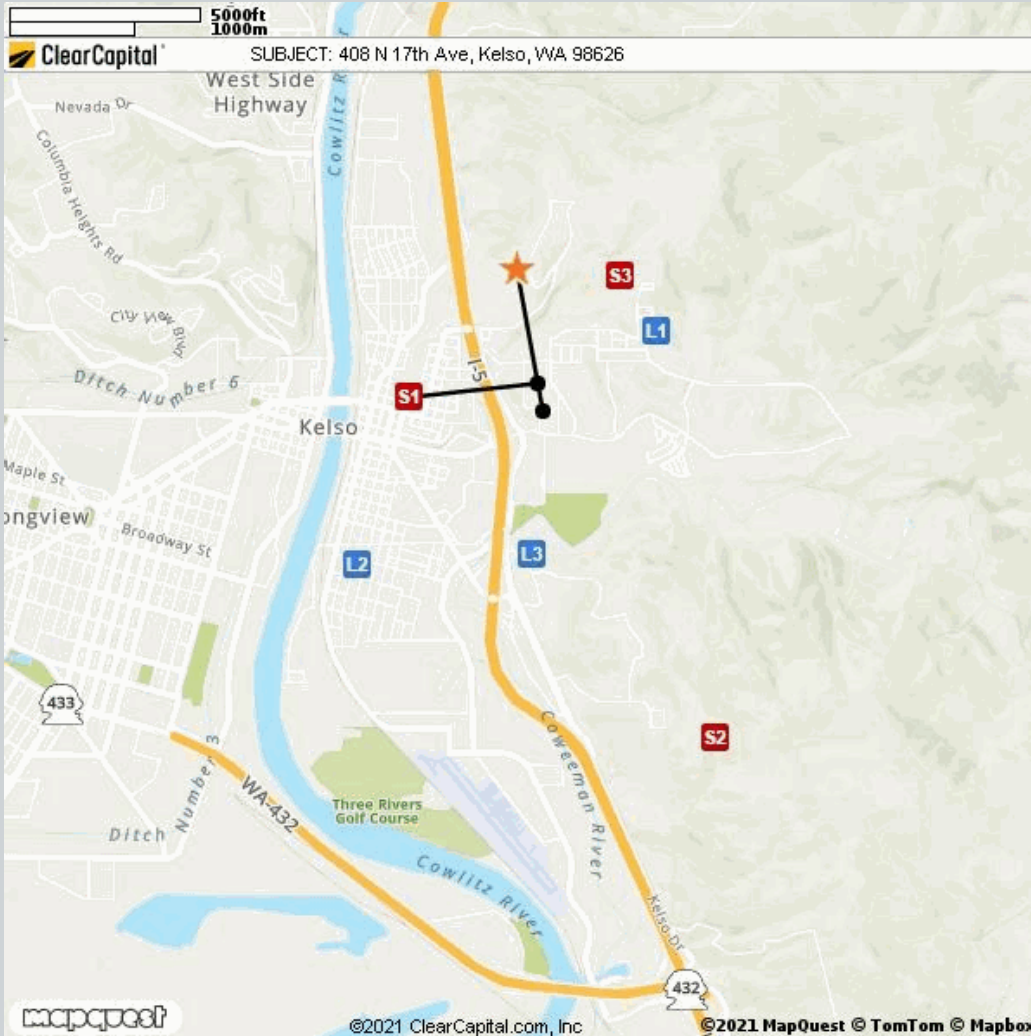 5000ft
1000m
ClearCapital
SUBJECT: 408 N 17th Ave, Kelso, WA 98626
West Side
Highway
Nevada Dr
Cowlitz R
Columbia Heights Rd
S3
City View Blvd
L1
I-5
Ditch Number 6
S1
Kelso
Maple St
ongview
Broadway St
L3
L2
433
Coweeman River
S2
Ditch Number 3
WA-432
Three Rivers
Golf Course
Cowlitz River
Kelso Dr
432
mapquest
©2021 ClearCapital.com, Inc
©2021 MapQuest © TomTom © Mapbox